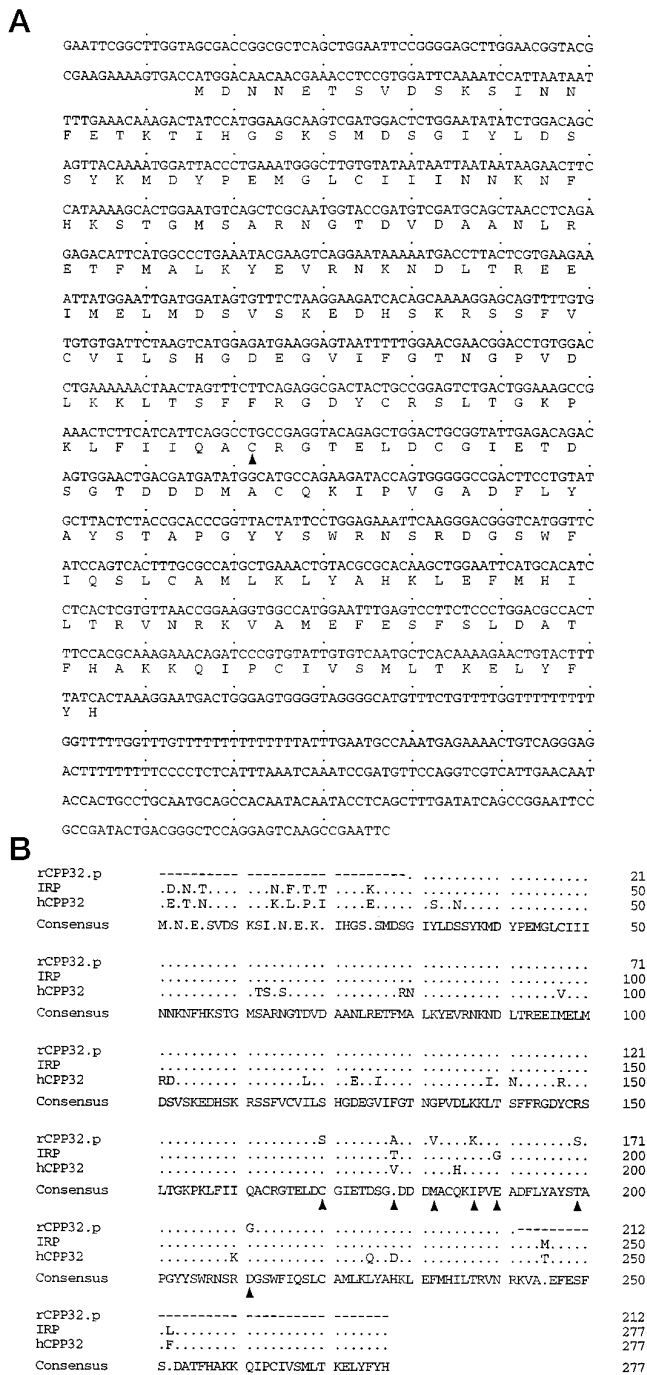 A
GAATTCGGCTTGGTAGCGACCGGCGCTCAGCTGGAATTCCGGGGAGCTTGGAACGGTACG
CGAAGAAAAGTGACCATGGACAACAACGAAACCTCCGTGGATTCAAAATCCATTAATAAT
M D N N E T S V D S K S I N N
TTTGAAACAAAGACTATCCATGGAAGCAAGTCGATGGACTCTGGAATATATCTGGACAGC
F E T K T I H G S K S M D S G I Y L D S
AGTTACAAAATGGATTACCCTGAAATGGGCTTGTGTATAATAATTAATAATAAGAACTTC
S Y K M D Y P E M G L C I I I N N K N F
CATAAAAGCACTGGAATGTCAGCTCGCAATGGTACCGATGTCGATGCAGCTAACCTCAGA
H K S T G M S A R N G T D V D A A N L R
GAGACATTCATGGCCCTGAAATACGAAGTCAGGAATAAAAATGACCTTACTCGTGAAGAA
E T F M A L K Y E V R N K N D L T R E E
ATTATGGAATTGATGGATAGTGTTTCTAAGGAAGATCACAGCAAAAGGAGCAGTTTTGTG
I M E L M D S V S K E D H S K R S S F V
TGTGTGATTCTAAGTCATGGAGATGAAGGAGTAATTTTTGGAACGAACGGACCTGTGGAC
C V I L S H G D E G V I F G T N G P V D
CTGAAAAAACTAACTAGTTTCTTCAGAGGCGACTACTGCCGGAGTCTGACTGGAAAGCCG
L K K L T S F F R G D Y C R S L T G K P
AAACTCTTCATCATTCAGGCCTGCCGAGGTACAGAGCTGGACTGCGGTATTGAGACAGAC
K L F I I Q A C R G T E L D C G I E T D
AGTGGAACTGACGATGATATGGCATGCCAGAAGATACCAGTGGGGGCCGACTTCCTGTAT
S G T D D D M A C Q K I P V G A D F L Y
GCTTACTCTACCGCACCCGGTTACTATTCCTGGAGAAATTCAAGGGACGGGTCATGGTTC
A Y S T A P G Y Y S W R N S R D G S W F
ATCCAGTCACTTTGCGCCATGCTGAAACTGTACGCGCACAAGCTGGAATTCATGCACATC
I Q S L C A M L K L Y A H K L E F M H I
CTCACTCGTGTTAACCGGAAGGTGGCCATGGAATTTGAGTCCTTCTCCCTGGACGCCACT
L T R V N R K V A M E F E S F S L D A T
TTCCACGCAAAGAAACAGATCCCGTGTATTGTGTCAATGCTCACAAAAGAACTGTACTTT
F H A K K Q I P C I V S M L T K E L Y F
TATCACTAAAGGAATGACTGGGAGTGGGGTAGGGGCATGTTTCTGTTTTGGTTTTTTTTT
Y H
GGTTTTTGGTTTGTTTTTTTTTTTTTTTTATTTGAATGCCAAATGAGAAAACTGTCAGGGAG
ACTTTTTTTTTTCCCCTCTCATTTAAATCAAATCCGATGTTCCAGGTCGTCATTGAACAAT
ACCACTGCCTGCAATGCAGCCACAATACAATACCTCAGCTTTGATATCAGCCGGAATTCC
GCCGATACTGACGGGCTCCAGGAGTCAAGCCGAATTC
B
rCPP32.p ---------- ---------- -----..... .......... .......... 21
IRP .D.N.T.... ..N.F.T.T. ...K...... .......... .......... 50
hCPP32 .E.T.N.... ..K.L.P.I. ...E...... .S.N...... .......... 50
Consensus M.N.E.SVDS KSI.N.E.K. IHGS.SMDSG IYLDSSYKMD YPEMGLCIII 50
rCPP32.p .......... .......... .......... .......... .......... 71
IRP .......... .......... .......... .......... .......... 100
hCPP32 .......... .TS.S..... .....RN... .......... ......V... 100
Consensus NNKNFHKSTG MSARNGTDVD AANLRETFMA LKYEVRNKND LTREEIMELM 100
rCPP32.p .......... .......... .......... .......... .......... 121
IRP .......... .......... .......... .......... .......... 150
hCPP32 RD........ .......I.. ..E..I.... ........I. N.....R... 150
Consensus DSVSKEDHSK RSSFVCVILS HGDEGVIFGT NGPVDLKKLT SFFRGDYCRS 150
rCPP32.p .......... .........S .......A.. .V....K... ........S. 171
IRP .......... .......... .......T.. ........G. .......... 200
hCPP32 .......... .......... .......V.. ....H..... .......... 200
Consensus LTGKPKLFII QACRGTELDC GIETDSG.DD DMACQKIPVE ADFLYAYSTA 200
rCPP32.p .......... G......... .......... .......... ---------- 212
IRP .......... .......... .......... .......... ...M...... 250
hCPP32 ........K. .......... .....Q..D. .......... ...T...... 250
Consensus PGYYSWRNSR DGSWFIQSLC AMLKLYAHKL EFMHILTRVN RKVA.EFESF 250
rCPP32.p ---------- ---------- ------- 212
IRP .L........ .......... ....... 277
hCPP32 .F........ .......... ....... 277
Consensus S.DATFHAKK QIPCIVSMLT KELYFYH 277